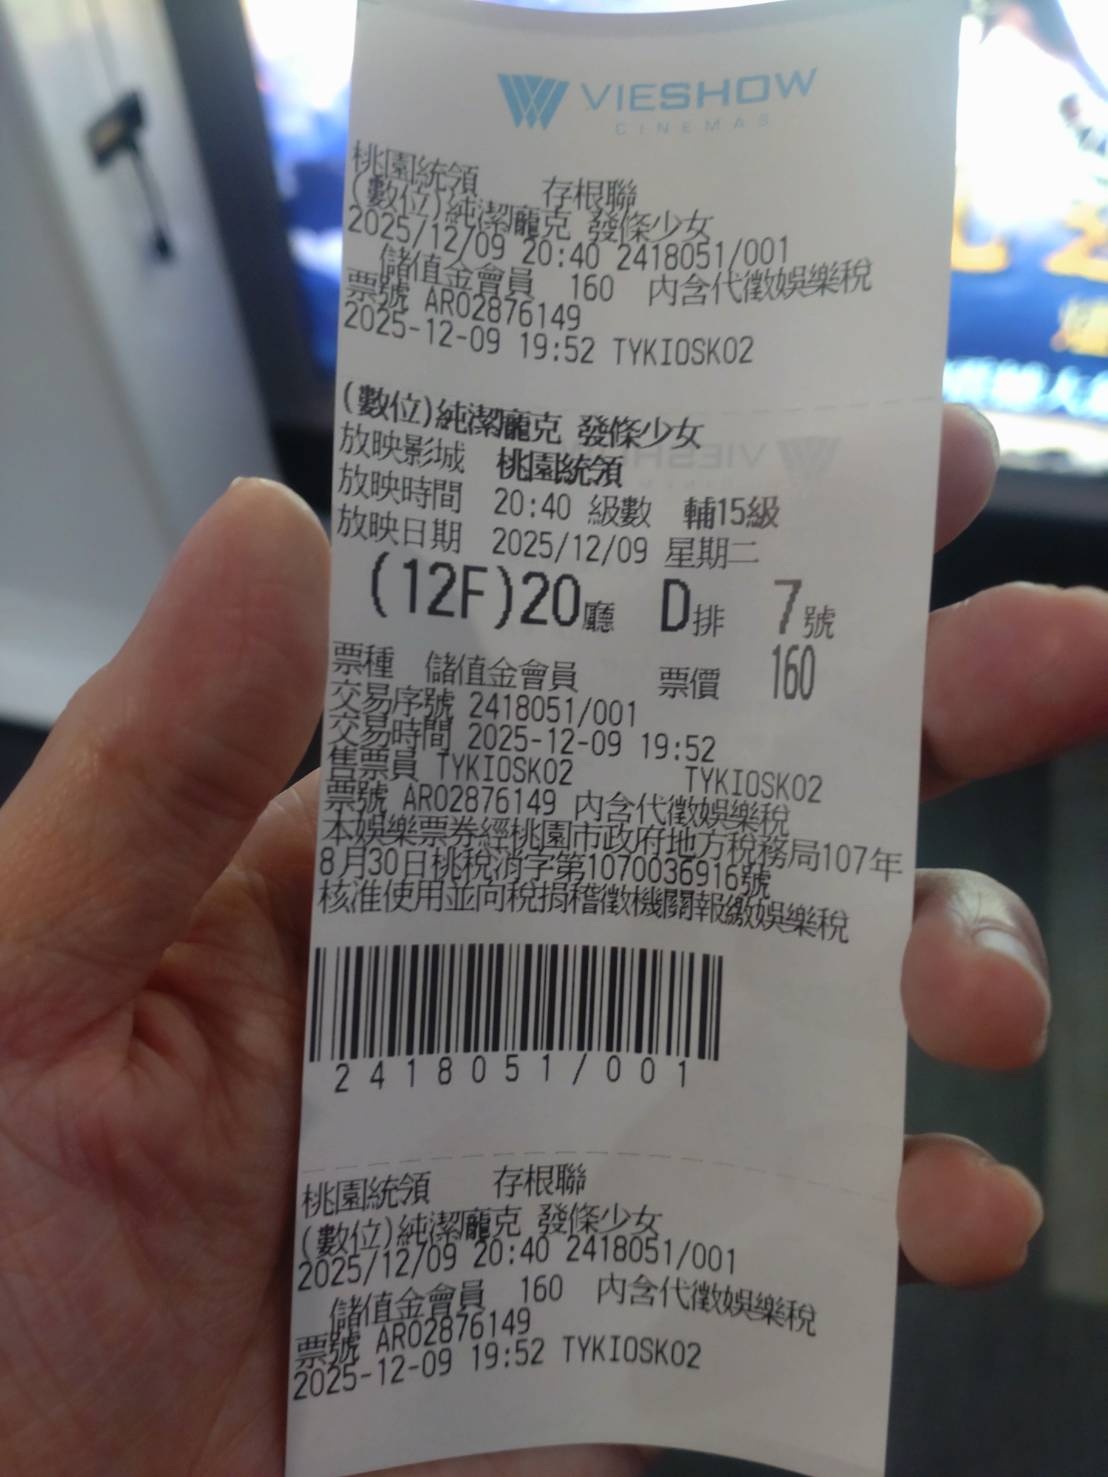 VIESHOW
CINEMAS
桃園統領 存根聯
(數位)純潔龐克 發條少女
2025/12/09 20:40 2418051/001
儲值金會員 160 內含代徵娛樂稅
票號 AR02876149
2025-12-09 19:52 TYKIOSK02
(數位)純潔龐克 發條少女
放映影城 桃園統領
放映時間 20:40 級數 輔15級
放映日期 2025/12/09 星期二
(12F)20廳 D排 7號
票種 儲值金會員 票價 160
交易序號 2418051/001
交易時間 2025-12-09 19:52
售票員 TYKIOSK02 TYKIOSK02
票號 AR02876149 內含代徵娛樂稅
本娛樂票券經桃園市政府地方稅務局107年
8月30日桃稅消字第1070036916號
核准使用並向稅捐稽徵機關報繳娛樂稅
2418051/001
桃園統領 存根聯
(數位)純潔龐克 發條少女
2025/12/09 20:40 2418051/001
儲值金會員 160 內含代徵娛樂稅
票號 AR02876149
2025-12-09 19:52 TYKIOSK02